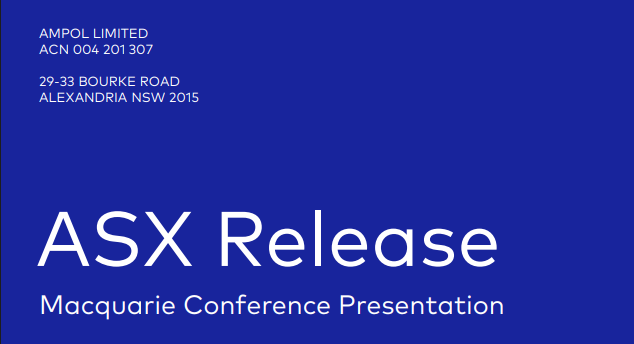 AMPOL LIMITED
ACN 004 201 307
29-33 BOURKE ROAD
ALEXANDRIA NSW 2015
ASX Release
Macquarie Conference Presentation